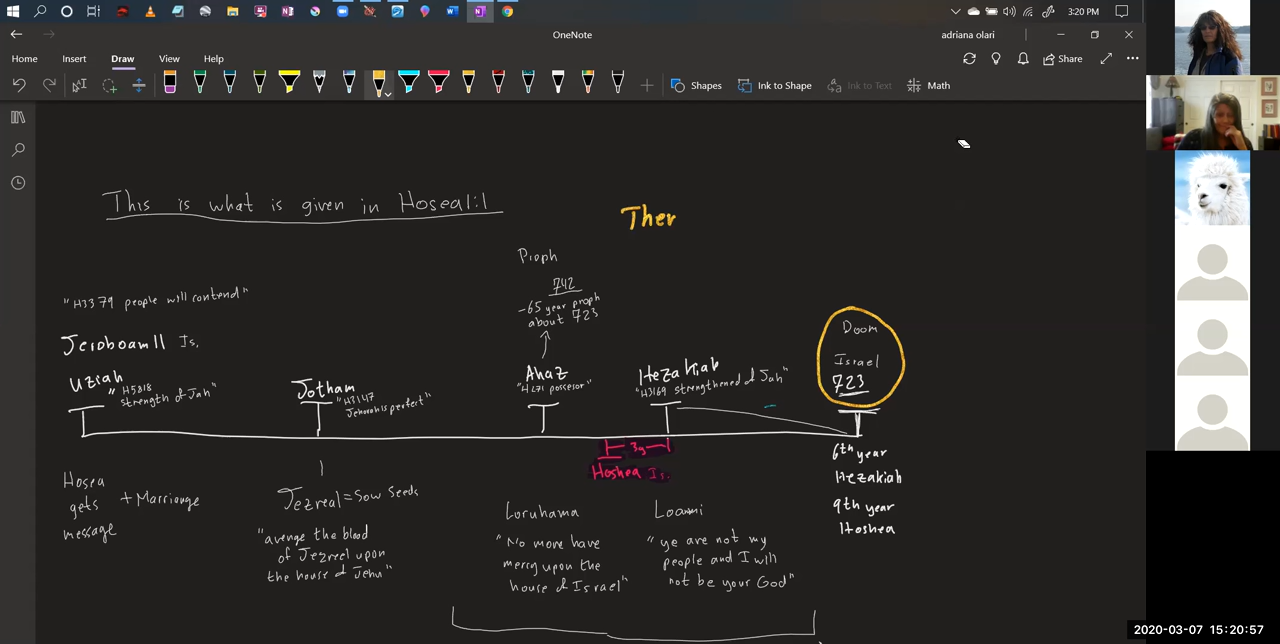 3:20 PM
OneNote
adriana olari
Home Insert Draw View Help
Share
Shapes Ink to Shape Ink to Text Math
This is what is given in Hosea1:1
Ther
Proph
742
-65 year proph
about 723
"H3379 people will contend"
Jeroboam II Is.
Uziah
"H5818
strength of Jah"
Jotham
"H3147
Jehovah is perfect"
Ahaz
"H271 possesor"
Hezakiah
"H3169 strengthened of Jah"
Doom
Israel
723
3y
Hoshea Is.
6th year
Hezakiah
9th year
Hoshea
Hosea
gets
message
+ Marriange
Jezreal = Sow Seeds
"avenge the blood
of Jezreel upon
the house of Jehu"
Loruhama
"No more have
mercy upon the
house of Israel"
Loammi
"ye are not my
people and I will
not be your God"
2020-03-07 15:20:57